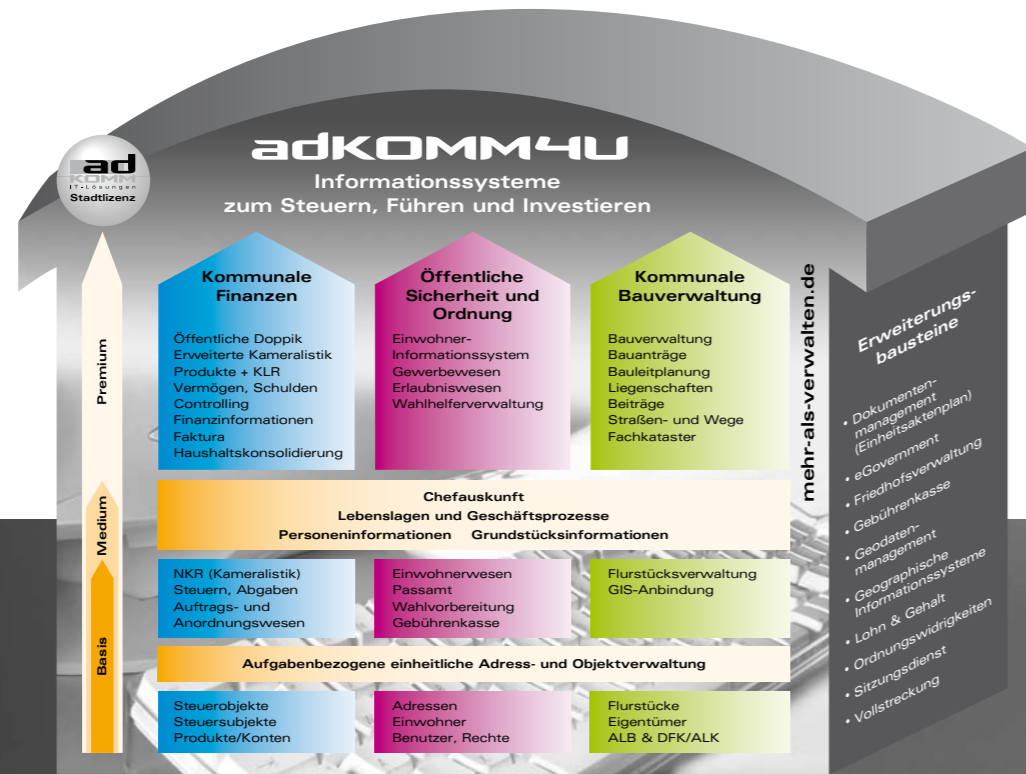 adKOMM4U
Informationssysteme
zum Steuern, Führen und Investieren
ad
KOMM
IT-Lösungen
Stadtlizenz
Premium
Medium
Basis
Kommunale
Finanzen
Öffentliche Doppik
Erweiterte Kameralistik
Produkte + KLR
Vermögen, Schulden
Controlling
Finanzinformationen
Faktura
Haushaltskonsolidierung
Öffentliche
Sicherheit und
Ordnung
Einwohner-
Informationssystem
Gewerbewesen
Erlaubniswesen
Wahlhelferverwaltung
Kommunale
Bauverwaltung
Bauverwaltung
Bauanträge
Bauleitplanung
Liegenschaften
Beiträge
Straßen- und Wege
Fachkataster
Chefauskunft
Lebenslagen und Geschäftsprozesse
Personeninformationen Grundstücksinformationen
NKR (Kameralistik)
Steuern, Abgaben
Auftrags- und
Anordnungswesen
Einwohnerwesen
Passamt
Wahlvorbereitung
Gebührenkasse
Flurstücksverwaltung
GIS-Anbindung
Aufgabenbezogene einheitliche Adress- und Objektverwaltung
Steuerobjekte
Steuersubjekte
Produkte/Konten
Adressen
Einwohner
Benutzer, Rechte
Flurstücke
Eigentümer
ALB & DFK/ALK
mehr-als-verwalten.de
Erweiterungs-
bausteine
• Dokumenten-
management
(Einheitsaktenplan)
• eGovernment
• Friedhofsverwaltung
• Gebührenkasse
• Geodaten-
management
• Geographische
Informationssysteme
• Lohn & Gehalt
• Ordnungswidrigkeiten
• Sitzungsdienst
• Vollstreckung